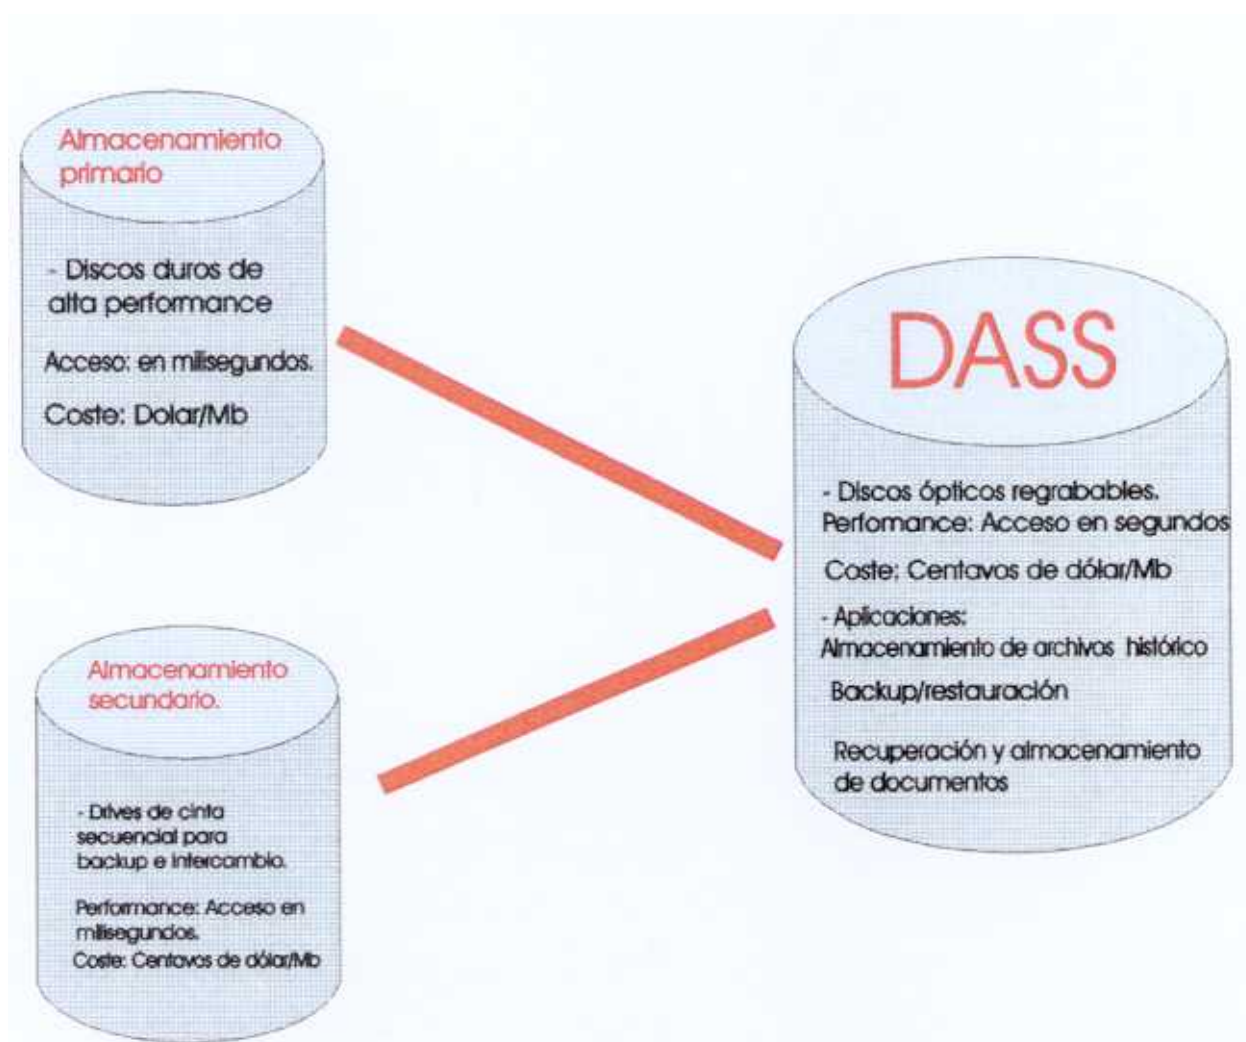 Almacenamiento
primario
- Discos duros de
alta performance
Acceso: en milisegundos.
Coste: Dolar/Mb
Almacenamiento
secundario.
- Drives de cinta
secuencial para
backup e intercambio.
Performance: Acceso en
milisegundos.
Coste: Centavos de dólar/Mb
DASS
- Discos ópticos regrabables.
Perfomance: Acceso en segundos
Coste: Centavos de dólar/Mb
- Aplicaciones:
Almacenamiento de archivos histórico
Backup/restauración
Recuperación y almacenamiento
de documentos